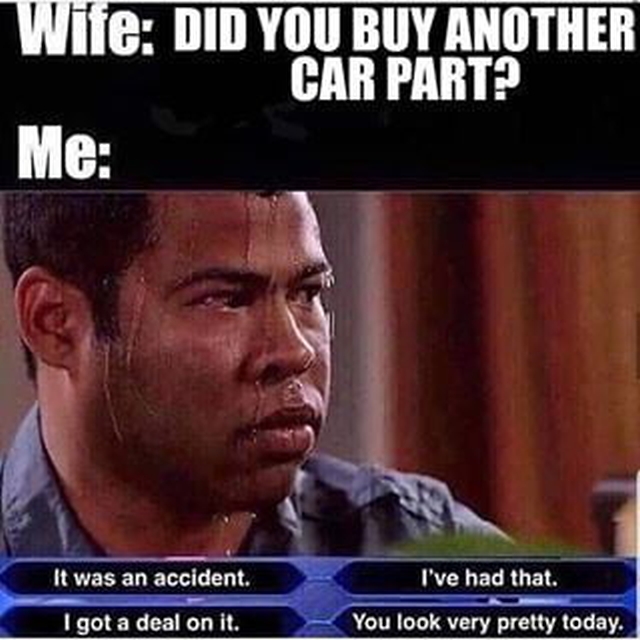 Wife: DID YOU BUY ANOTHER
CAR PART?
Me:
It was an accident.
I've had that.
I got a deal on it.
You look very pretty today.